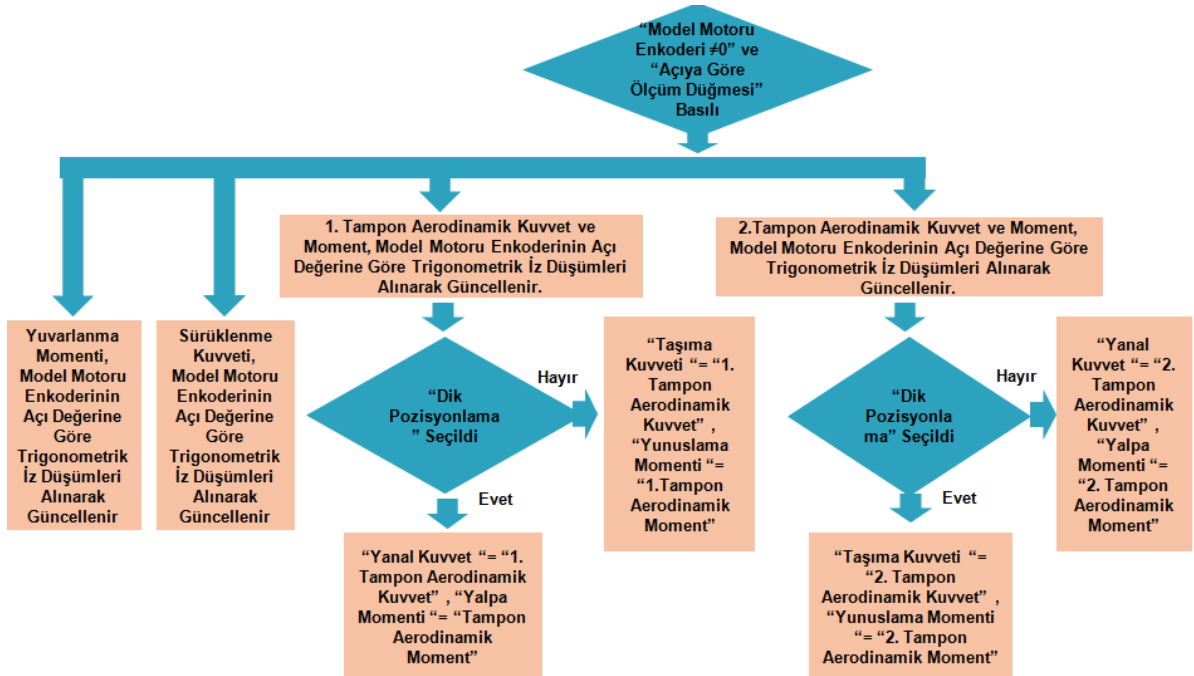 “Model Motoru
Enkoderi ≠0” ve
“Açıya Göre
Ölçüm Düğmesi”
Basılı
1. Tampon Aerodinamik Kuvvet ve
Moment, Model Motoru Enkoderinin Açı
Değerine Göre Trigonometrik İz Düşümleri
Alınarak Güncellenir.
2.Tampon Aerodinamik Kuvvet ve Moment,
Model Motoru Enkoderinin Açı Değerine Göre
Trigonometrik İz Düşümleri Alınarak
Güncellenir.
Yuvarlanma
Momenti,
Model Motoru
Enkoderinin
Açı Değerine
Göre
Trigonometrik
İz Düşümleri
Alınarak
Güncellenir
Sürüklenme
Kuvveti,
Model Motoru
Enkoderinin
Açı Değerine
Göre
Trigonometrik
İz Düşümleri
Alınarak
Güncellenir
“Dik
Pozisyonlama
” Seçildi
Hayır
“Taşıma
Kuvveti “= “1.
Tampon
Aerodinamik
Kuvvet” ,
“Yunuslama
Momenti “=
“1.Tampon
Aerodinamik
Moment”
“Dik
Pozisyonla
ma” Seçildi
Hayır
“Yanal
Kuvvet “= “2.
Tampon
Aerodinamik
Kuvvet” ,
“Yalpa
Momenti “=
“2. Tampon
Aerodinamik
Moment”
Evet
“Yanal Kuvvet “= “1.
Tampon Aerodinamik
Kuvvet” , “Yalpa
Momenti “= “Tampon
Aerodinamik
Moment”
Evet
“Taşıma Kuvveti “=
“2. Tampon
Aerodinamik Kuvvet” ,
“Yunuslama Momenti
“= “2. Tampon
Aerodinamik Moment”